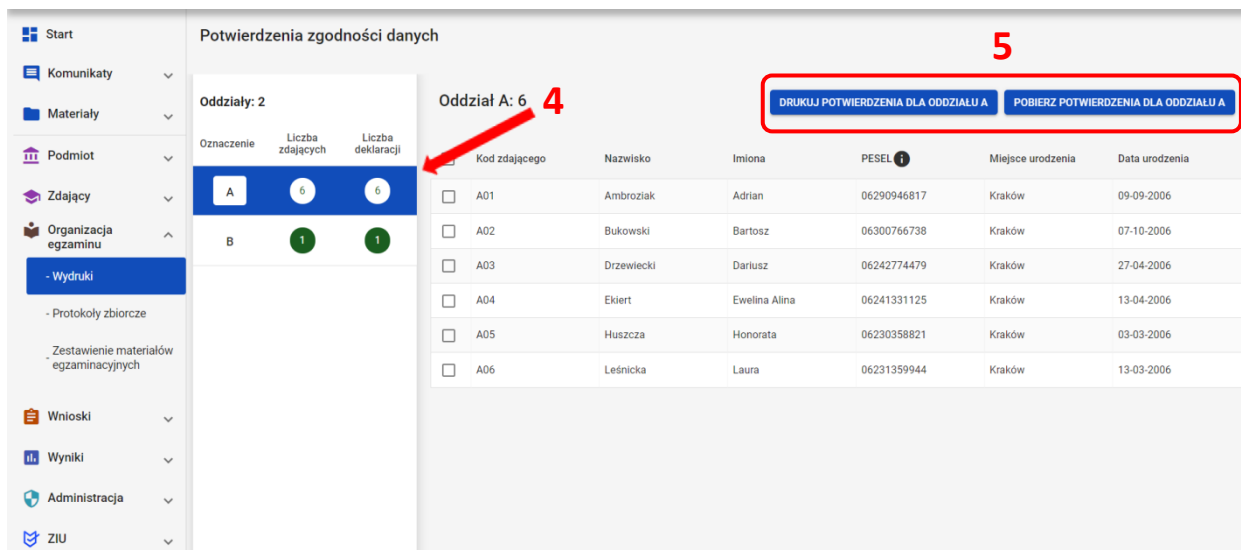 Start
Komunikaty
Materiały
Podmiot
Zdający
Organizacja
egzaminu
- Wydruki
- Protokoły zbiorcze
- Zestawienie materiałów
egzaminacyjnych
Wnioski
Wyniki
Administracja
ZIU
Potwierdzenia zgodności danych
Oddziały: 2
Oznaczenie Liczba zdających Liczba deklaracji
A 6 6
B 1 1
4
5
Oddział A: 6
DRUKUJ POTWIERDZENIA DLA ODDZIAŁU A POBIERZ POTWIERDZENIA DLA ODDZIAŁU A
Kod zdającego Nazwisko Imiona PESEL i Miejsce urodzenia Data urodzenia
A01 Ambroziak Adrian 06290946817 Kraków 09-09-2006
A02 Bukowski Bartosz 06300766738 Kraków 07-10-2006
A03 Drzewiecki Dariusz 06242774479 Kraków 27-04-2006
A04 Ekiert Ewelina Alina 06241331125 Kraków 13-04-2006
A05 Huszcza Honorata 06230358821 Kraków 03-03-2006
A06 Leśnicka Laura 06231359944 Kraków 13-03-2006